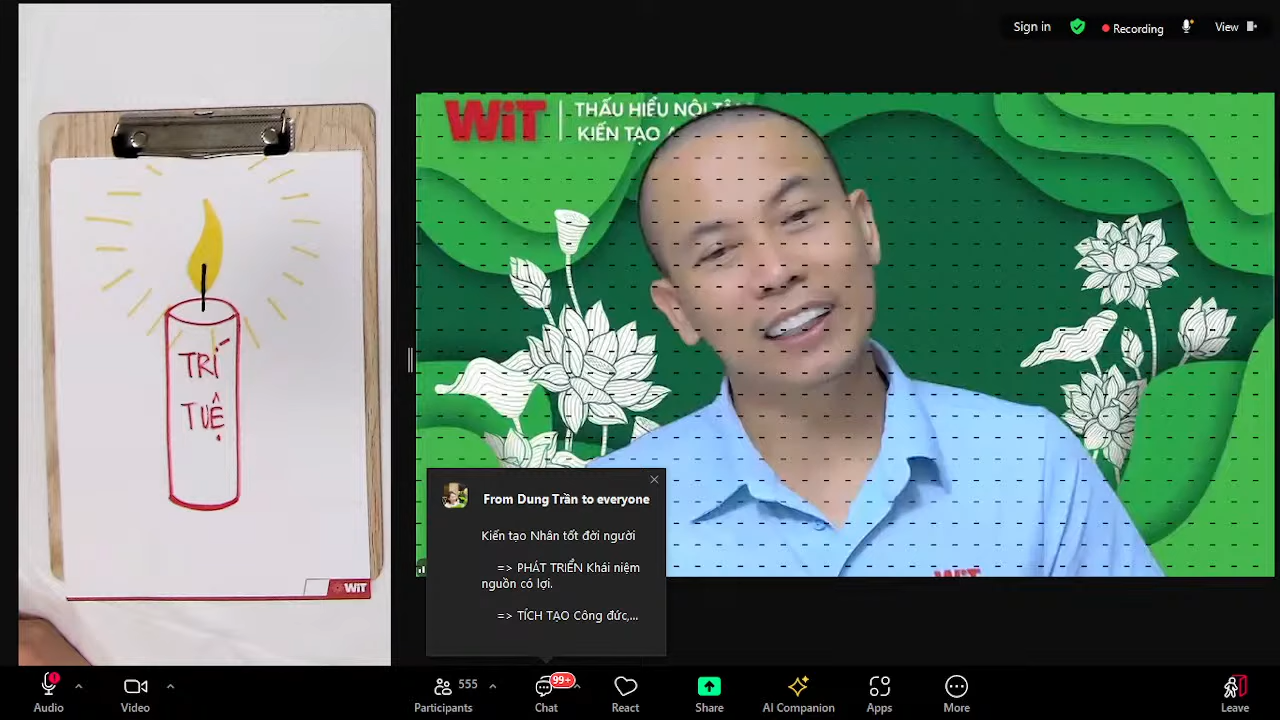 Sign in
Recording
View
WiT
THẤU HIỂU NỘI TÂM
KIẾN TẠO
TRÍ
TUỆ
WiT
From Dung Trần to everyone
Kiến tạo Nhân tốt đời người
=> PHÁT TRIỂN Khái niệm
nguồn có lợi.
=> TÍCH TẠO Công đức,...
Audio
Video
Participants
555
99+
Chat
React
Share
AI Companion
Apps
More
Leave